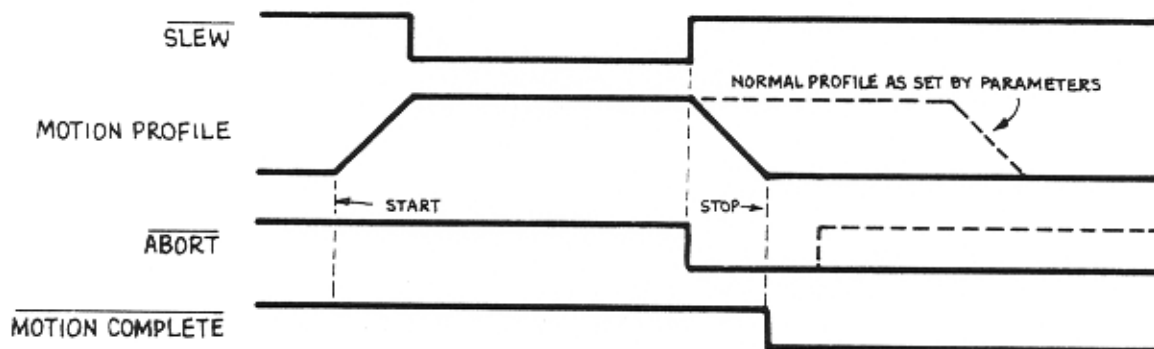 SLEW
NORMAL PROFILE AS SET BY PARAMETERS
MOTION PROFILE
START
STOP
ABORT
MOTION COMPLETE